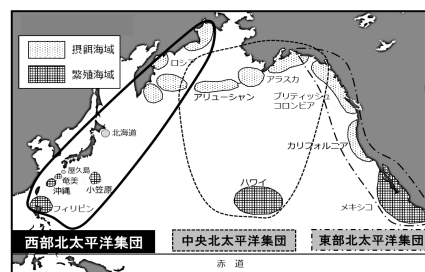 摂餌海域
繁殖海域
ロシア
アラスカ
アリューシャン
ブリティッシュ
コロンビア
カリフォルニア
北海道
屋久島
奄美
沖縄
小笠原
フィリピン
ハワイ
メキシコ
西部北太平洋集団
中央北太平洋集団
東部北太平洋集団
赤道